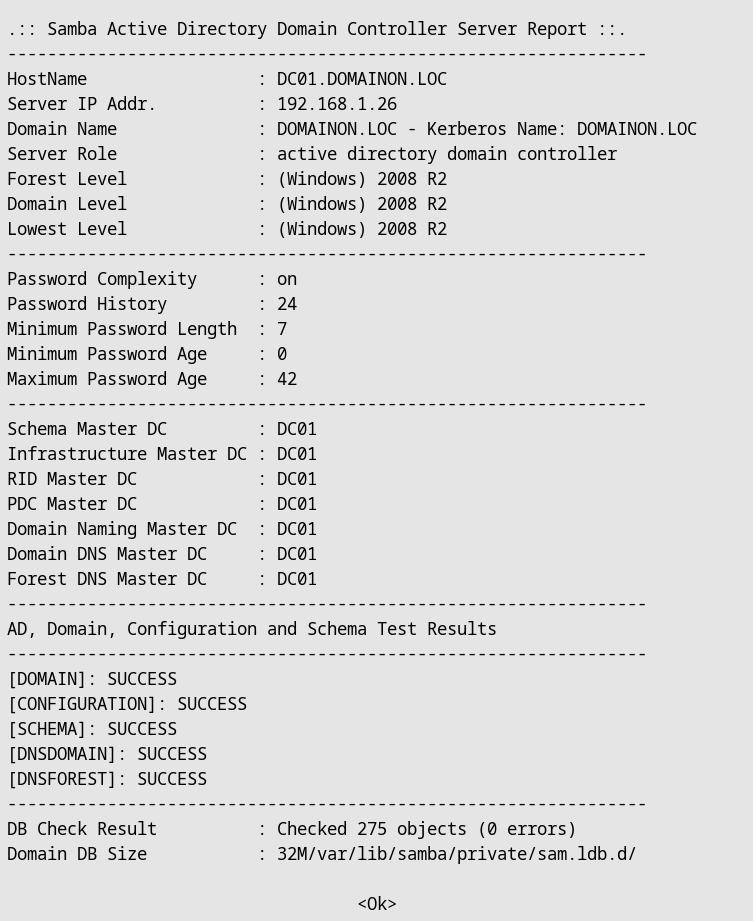 .:: Samba Active Directory Domain Controller Server Report ::.
----------------------------------------------------------------
HostName                 : DC01.DOMAINON.LOC
Server IP Addr.          : 192.168.1.26
Domain Name              : DOMAINON.LOC - Kerberos Name: DOMAINON.LOC
Server Role              : active directory domain controller
Forest Level             : (Windows) 2008 R2
Domain Level             : (Windows) 2008 R2
Lowest Level             : (Windows) 2008 R2
----------------------------------------------------------------
Password Complexity      : on
Password History         : 24
Minimum Password Length  : 7
Minimum Password Age     : 0
Maximum Password Age     : 42
----------------------------------------------------------------
Schema Master DC         : DC01
Infrastructure Master DC : DC01
RID Master DC            : DC01
PDC Master DC            : DC01
Domain Naming Master DC  : DC01
Domain DNS Master DC     : DC01
Forest DNS Master DC     : DC01
----------------------------------------------------------------
AD, Domain, Configuration and Schema Test Results
----------------------------------------------------------------
[DOMAIN]: SUCCESS
[CONFIGURATION]: SUCCESS
[SCHEMA]: SUCCESS
[DNSDOMAIN]: SUCCESS
[DNSFOREST]: SUCCESS
----------------------------------------------------------------
DB Check Result          : Checked 275 objects (0 errors)
Domain DB Size           : 32M/var/lib/samba/private/sam.ldb.d/
<Ok>